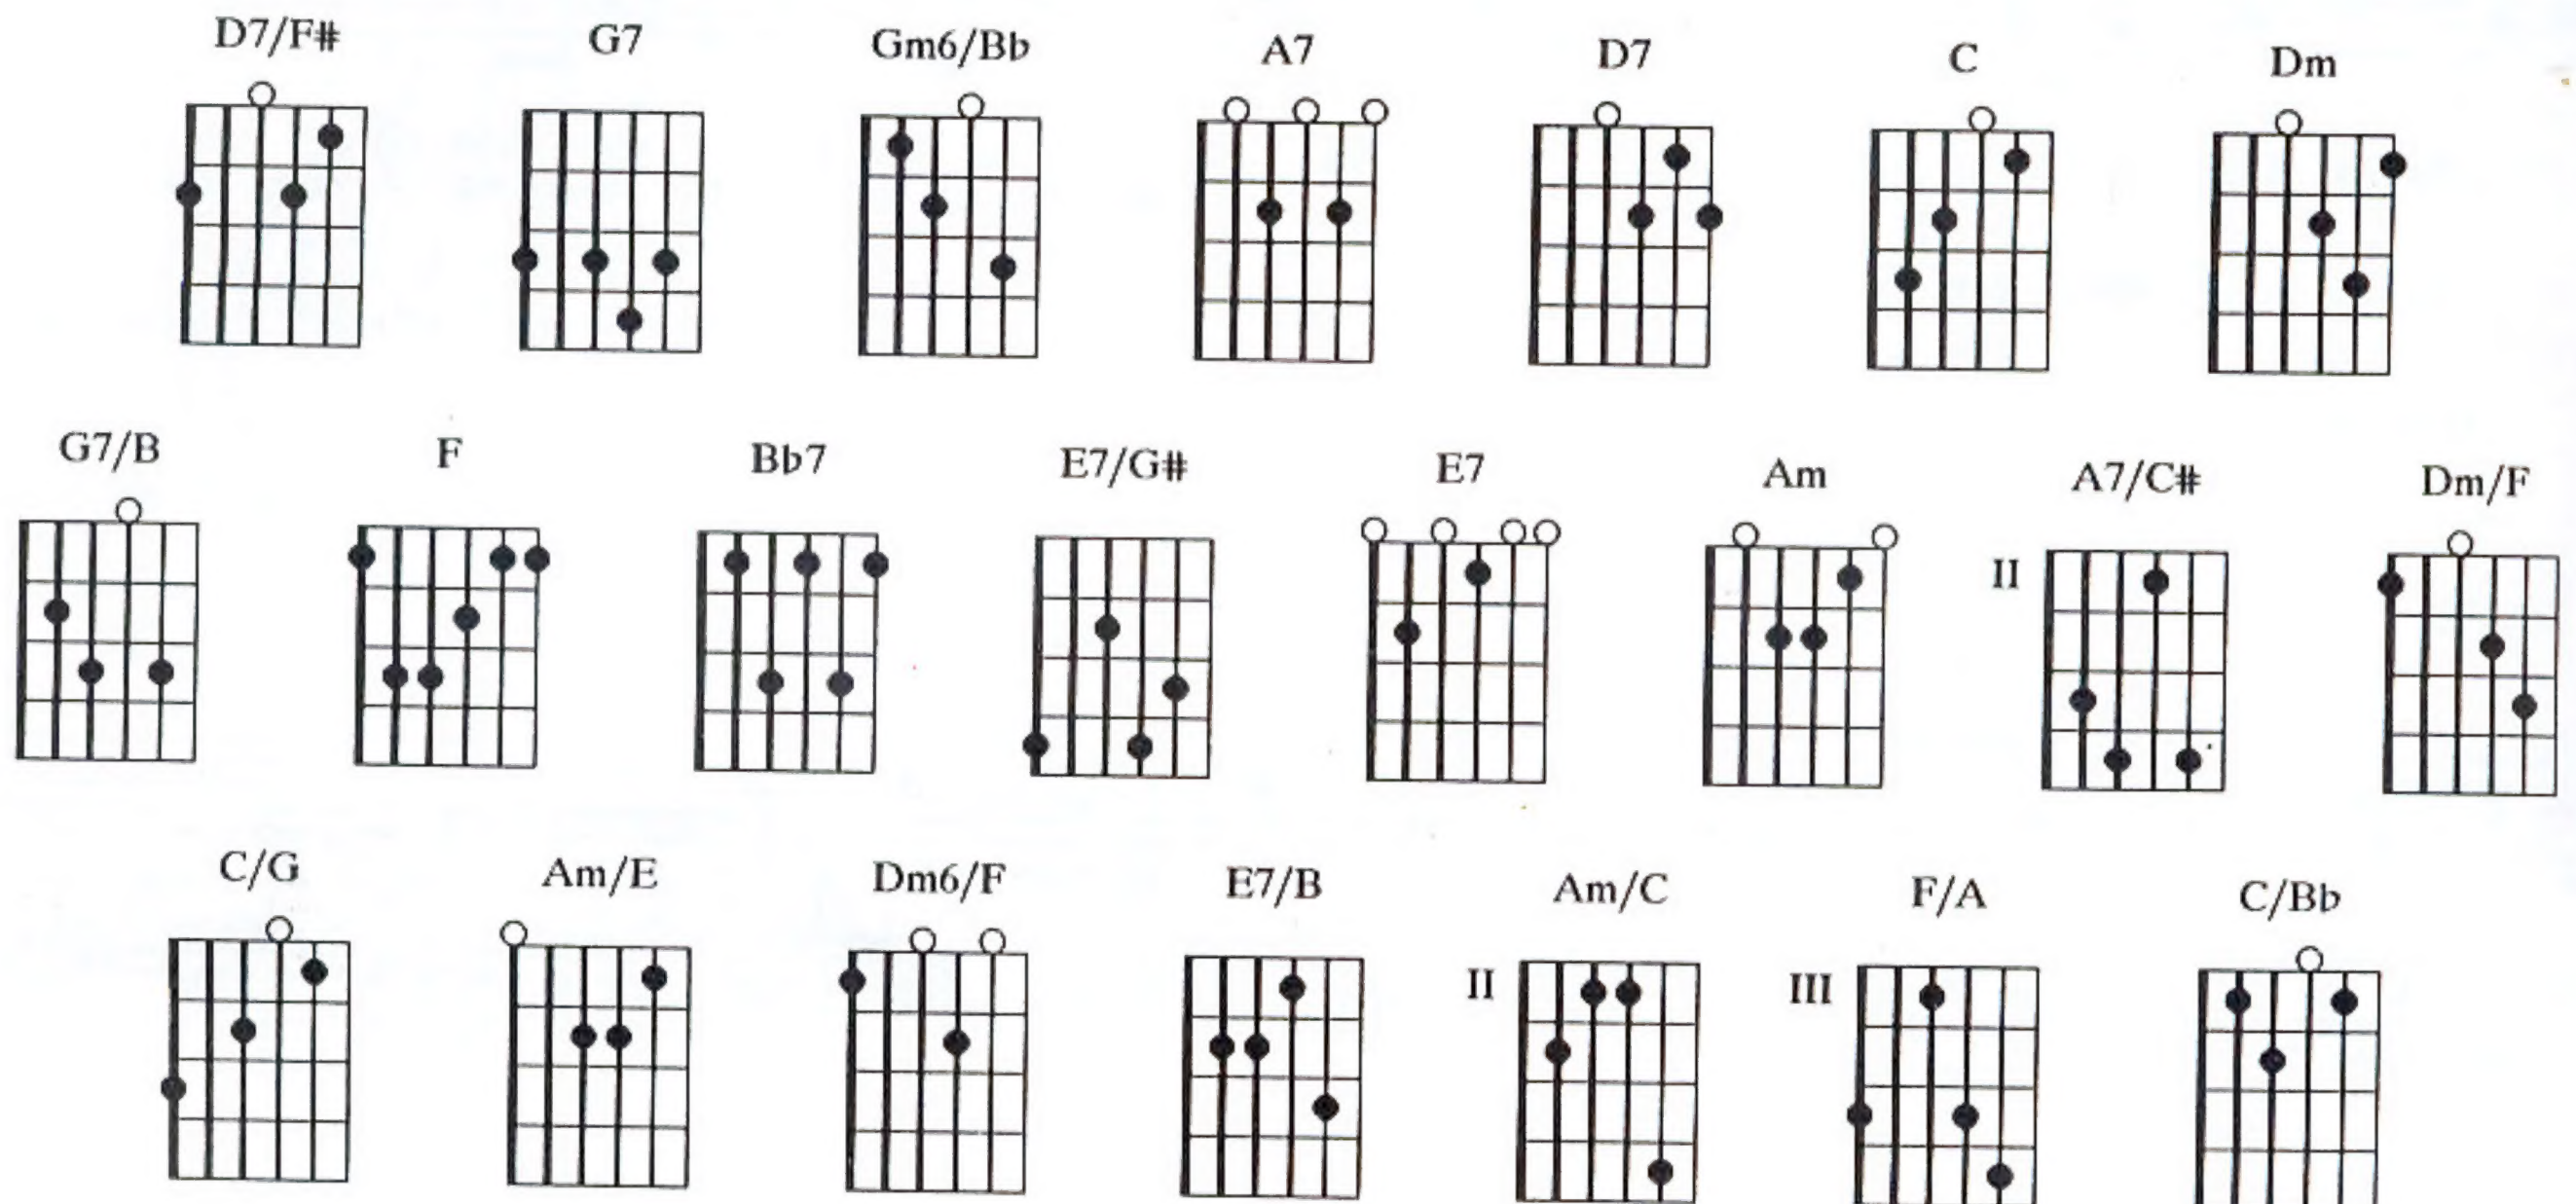 D7/F# G7 Gm6/Bb A7 D7 C Dm
G7/B F Bb7 E7/G# E7 Am A7/C# Dm/F
II
C/G Am/E Dm6/F E7/B Am/C F/A C/Bb
II III